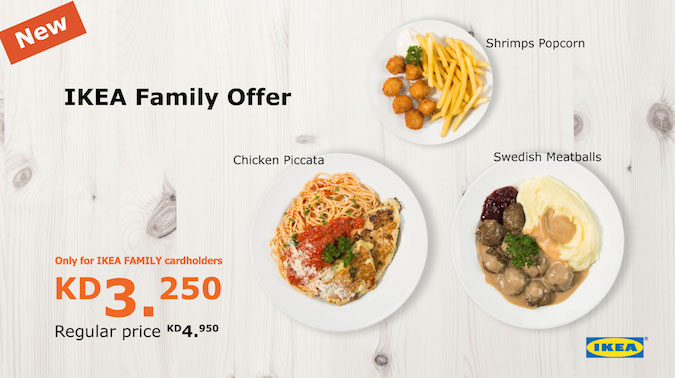 New
IKEA Family Offer
Shrimps Popcorn
Chicken Piccata
Swedish Meatballs
Only for IKEA FAMILY cardholders
KD3.250
Regular price KD4.950
IKEA®